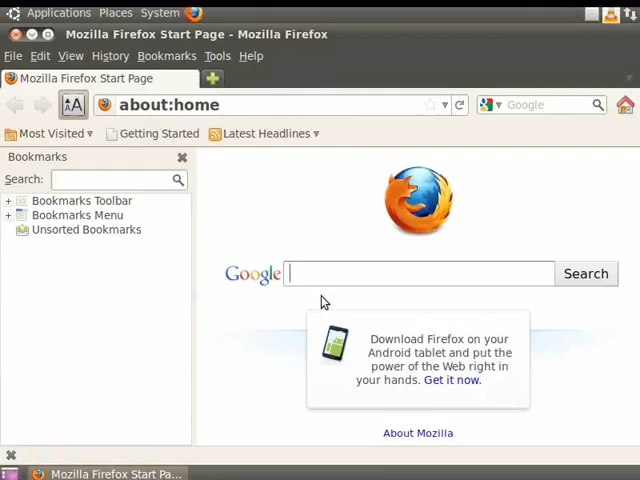 Applications Places System
Mozilla Firefox Start Page - Mozilla Firefox
File Edit View History Bookmarks Tools Help
Mozilla Firefox Start Page
AA about:home Google
Most Visited Getting Started Latest Headlines
Bookmarks
Search:
Bookmarks Toolbar
Bookmarks Menu
Unsorted Bookmarks
Google Search
Download Firefox on your
Android tablet and put the
power of the Web right in
your hands. Get it now.
About Mozilla
Mozilla Firefox Start Pa...